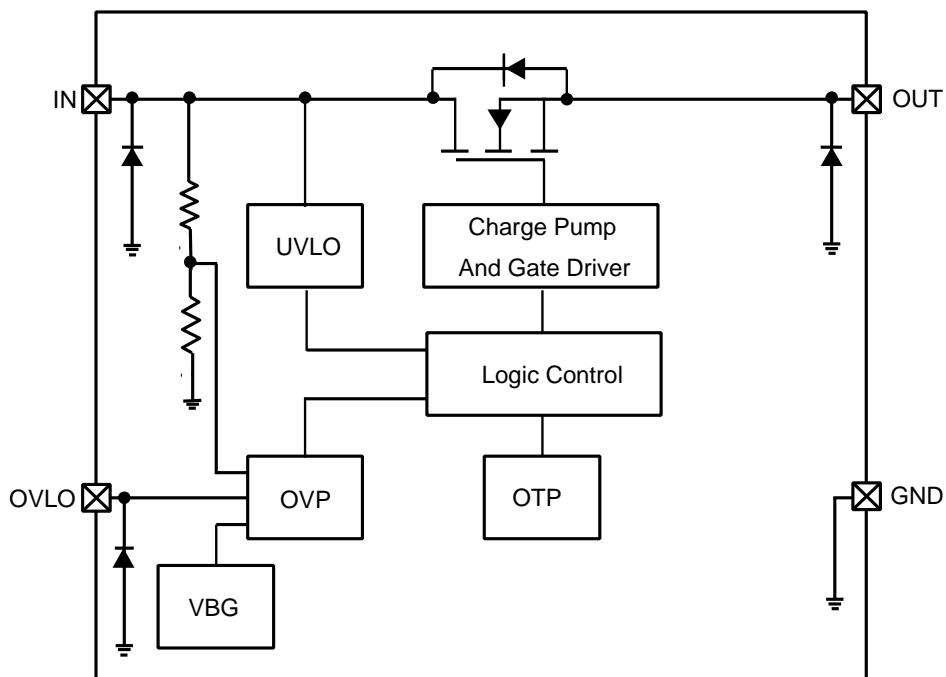 IN
OUT
UVLO
Charge Pump
And Gate Driver
Logic Control
OVLO
OVP
OTP
GND
VBG